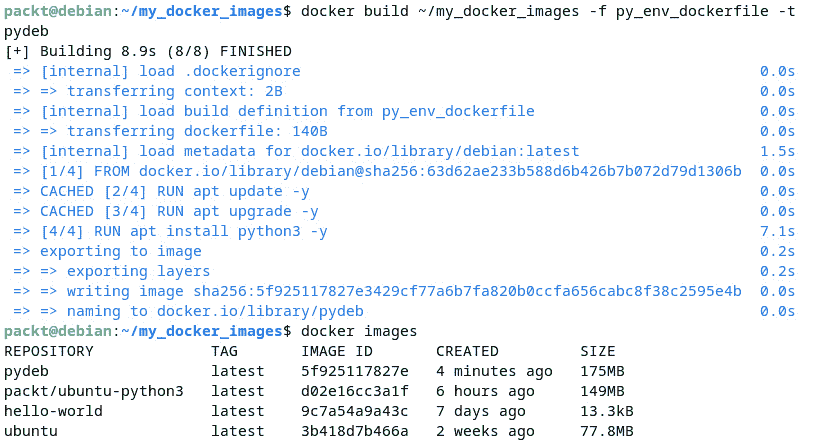 packt@debian:~/my_docker_images$ docker build ~/my_docker_images -f py_env_dockerfile -t
pydeb
[+] Building 8.9s (8/8) FINISHED
 => [internal] load .dockerignore                                                   0.0s
 => => transferring context: 2B                                                     0.0s
 => [internal] load build definition from py_env_dockerfile                         0.0s
 => => transferring dockerfile: 140B                                                0.0s
 => [internal] load metadata for docker.io/library/debian:latest                    1.5s
 => [1/4] FROM docker.io/library/debian@sha256:63d62ae233b588d6b426b7b072d79d1306b  0.0s
 => CACHED [2/4] RUN apt update -y                                                  0.0s
 => CACHED [3/4] RUN apt upgrade -y                                                 0.0s
 => [4/4] RUN apt install python3 -y                                                7.1s
 => exporting to image                                                              0.2s
 => => exporting layers                                                             0.2s
 => => writing image sha256:5f925117827e3429cf77a6b7fa820b0ccfa656cabc8f38c2595e4b  0.0s
 => => naming to docker.io/library/pydeb                                            0.0s
packt@debian:~/my_docker_images$ docker images
REPOSITORY             TAG       IMAGE ID       CREATED         SIZE
pydeb                  latest    5f925117827e   4 minutes ago   175MB
packt/ubuntu-python3   latest    d02e16cc3a1f   6 hours ago     149MB
hello-world            latest    9c7a54a9a43c   7 days ago      13.3kB
ubuntu                 latest    3b418d7b466a   2 weeks ago     77.8MB